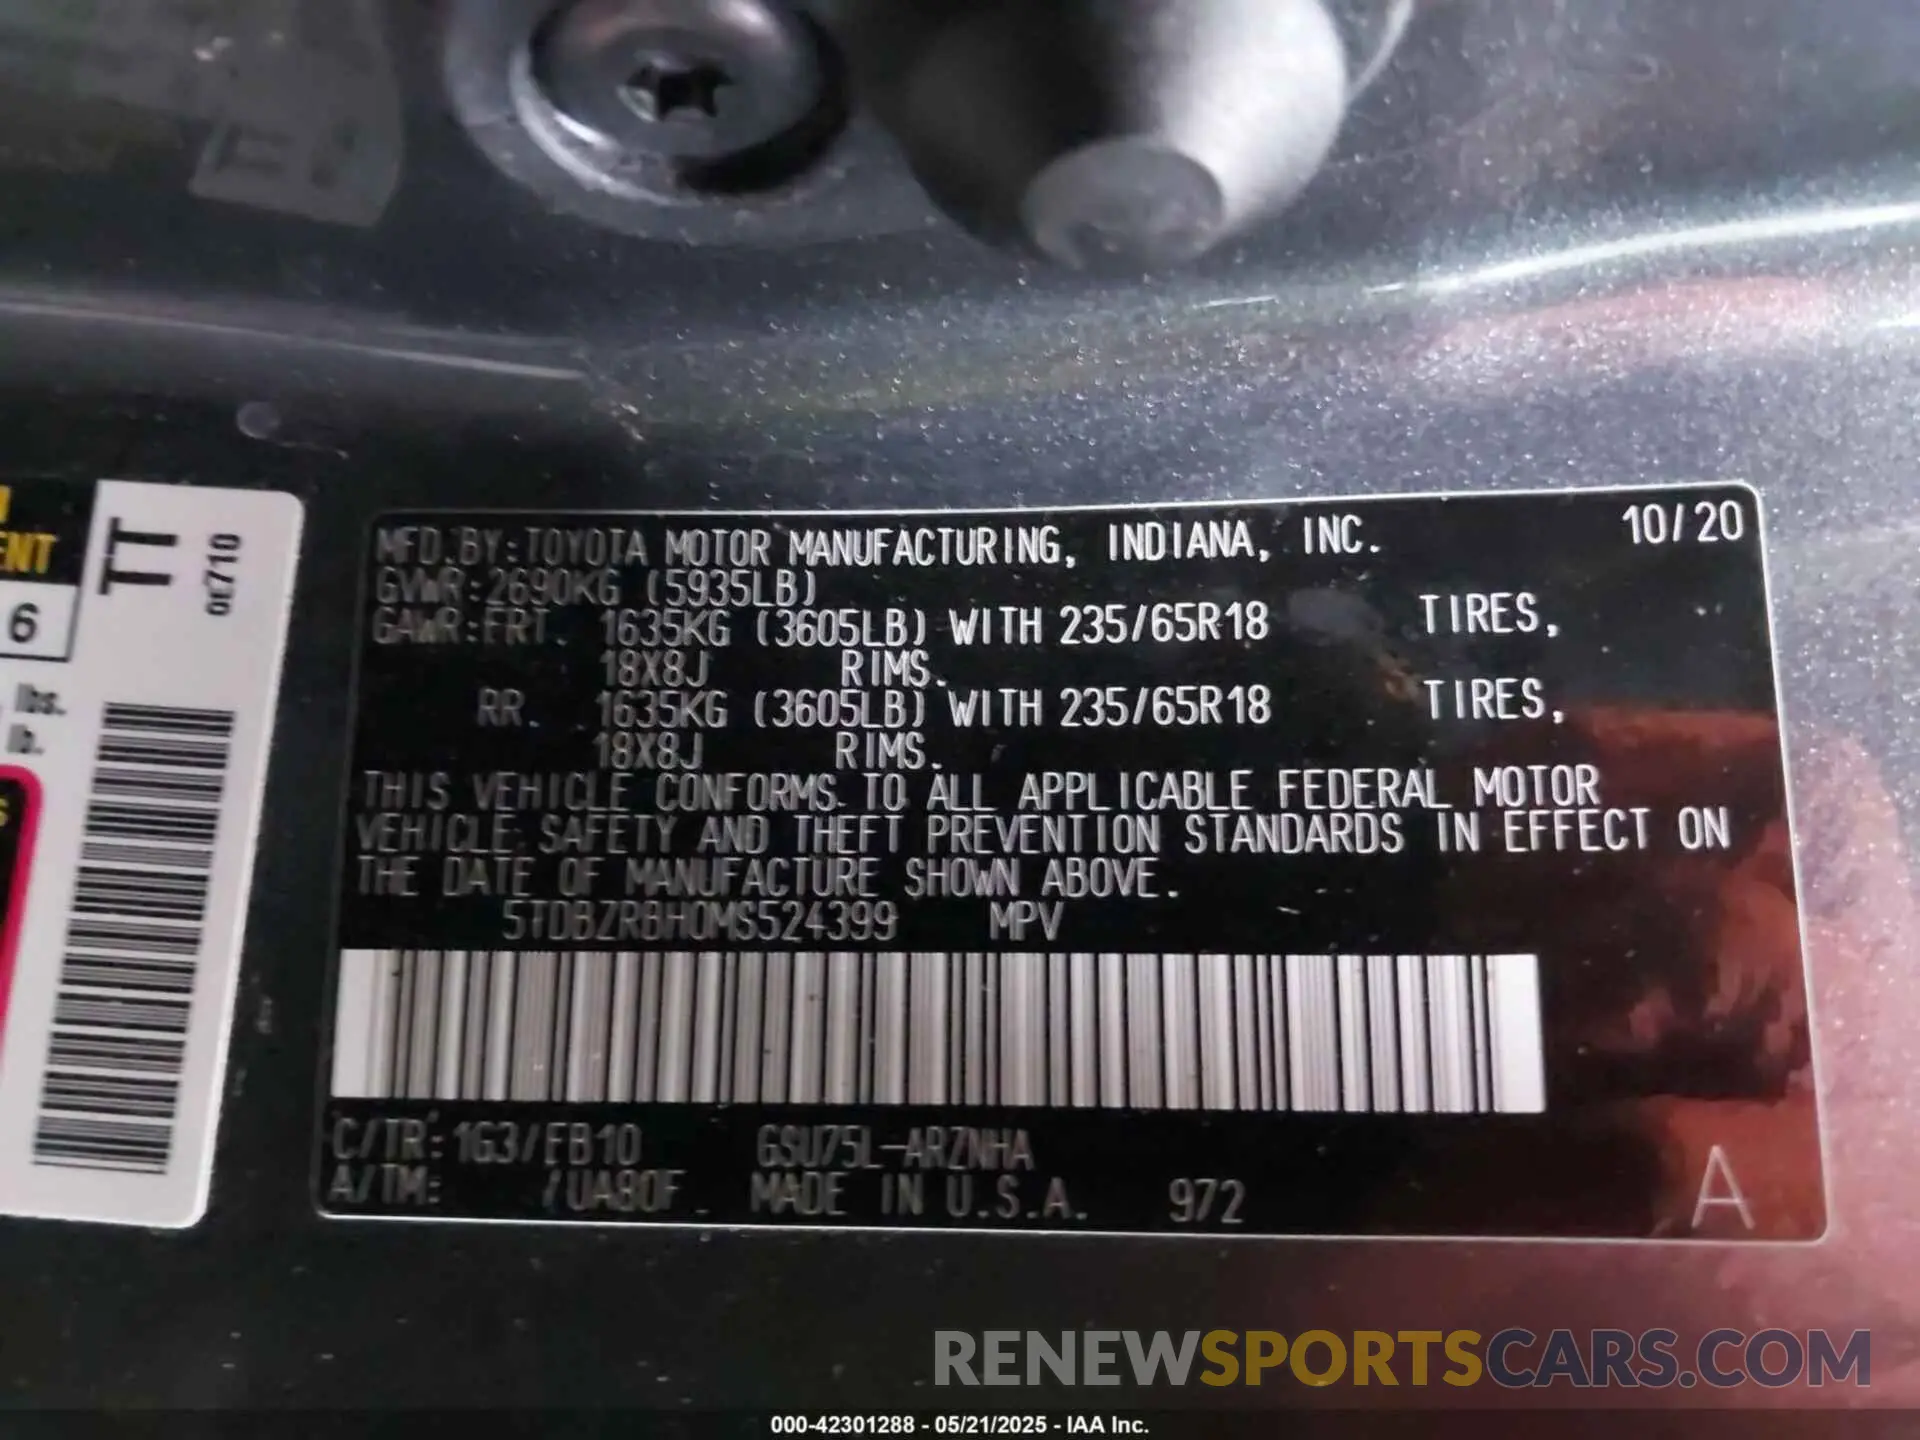 MFD.BY:TOYOTA MOTOR MANUFACTURING, INDIANA, INC. 10/20
GVWR:2690KG (5935LB)
GAWR:FRT. 1635KG (3605LB) WITH 235/65R18 TIRES,
18X8J RIMS.
RR. 1635KG (3605LB) WITH 235/65R18 TIRES,
18X8J RIMS.
THIS VEHICLE CONFORMS TO ALL APPLICABLE FEDERAL MOTOR
VEHICLE SAFETY AND THEFT PREVENTION STANDARDS IN EFFECT ON
THE DATE OF MANUFACTURE SHOWN ABOVE.
5TDBZRBH0MS524399 MPV
C/TR: 1G3/FB10 GSU75L-ARZNHA
A/TM: /UA80F MADE IN U.S.A. 972 A
TT
0E710
ENT
6
lbs.
lb.
S
RENEWSPORTSCARS.COM
000-42301288 - 05/21/2025 - IAA Inc.